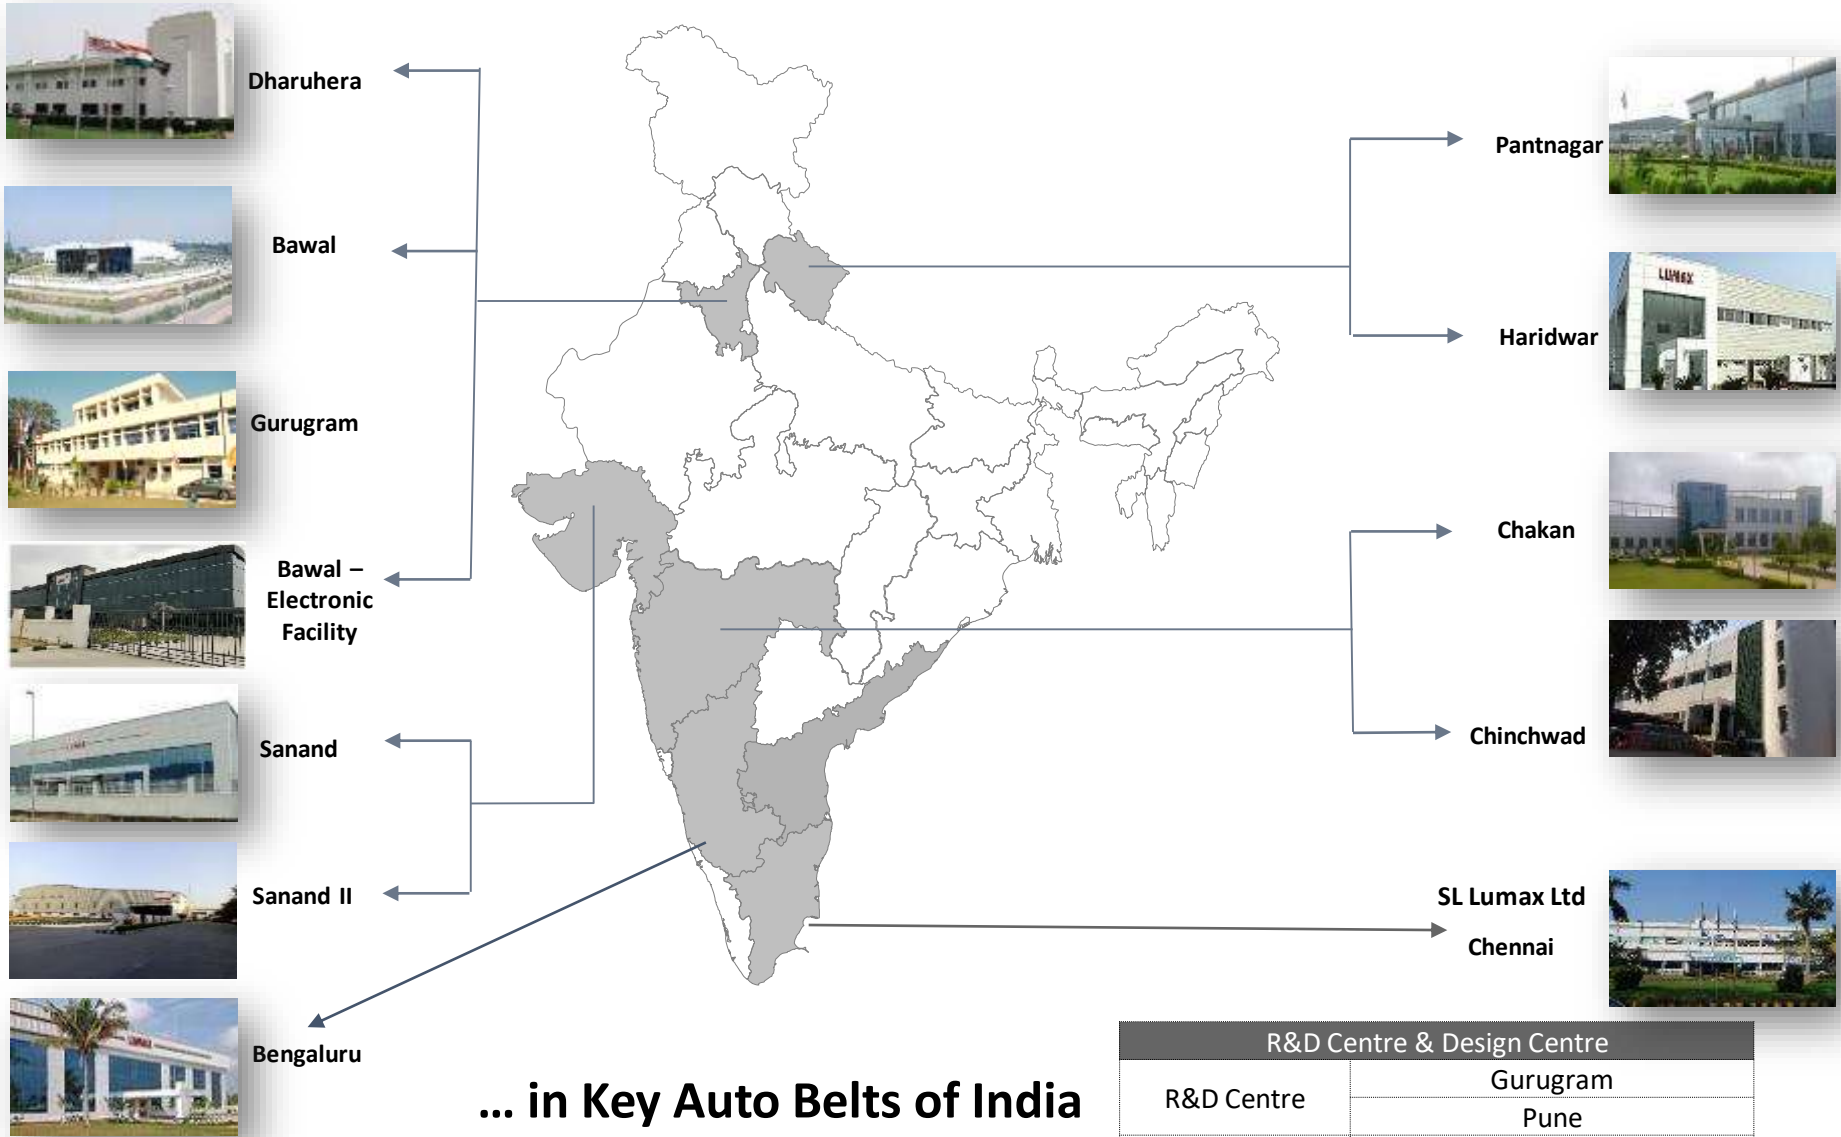 Dharuhera
Bawal
Gurugram
Bawal –
Electronic
Facility
Sanand
Sanand II
Bengaluru
Pantnagar
LUMAX
Haridwar
Chakan
Chinchwad
SL Lumax Ltd
Chennai
... in Key Auto Belts of India
R&D Centre & Design Centre
R&D Centre
Gurugram
Pune